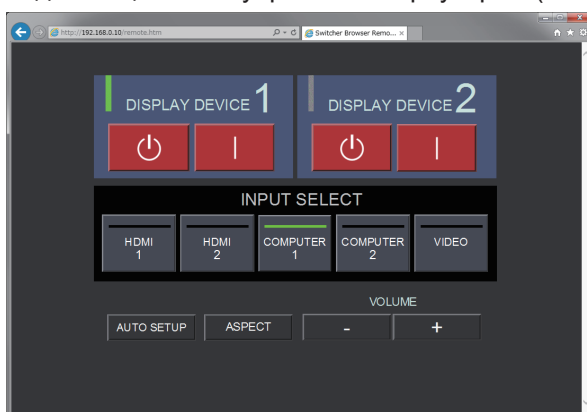 http://192.168.0.10/remote.htm
Switcher Browser Remo...
DISPLAY DEVICE 1
DISPLAY DEVICE 2
INPUT SELECT
HDMI 1
HDMI 2
COMPUTER 1
COMPUTER 2
VIDEO
VOLUME
AUTO SETUP
ASPECT
-
+